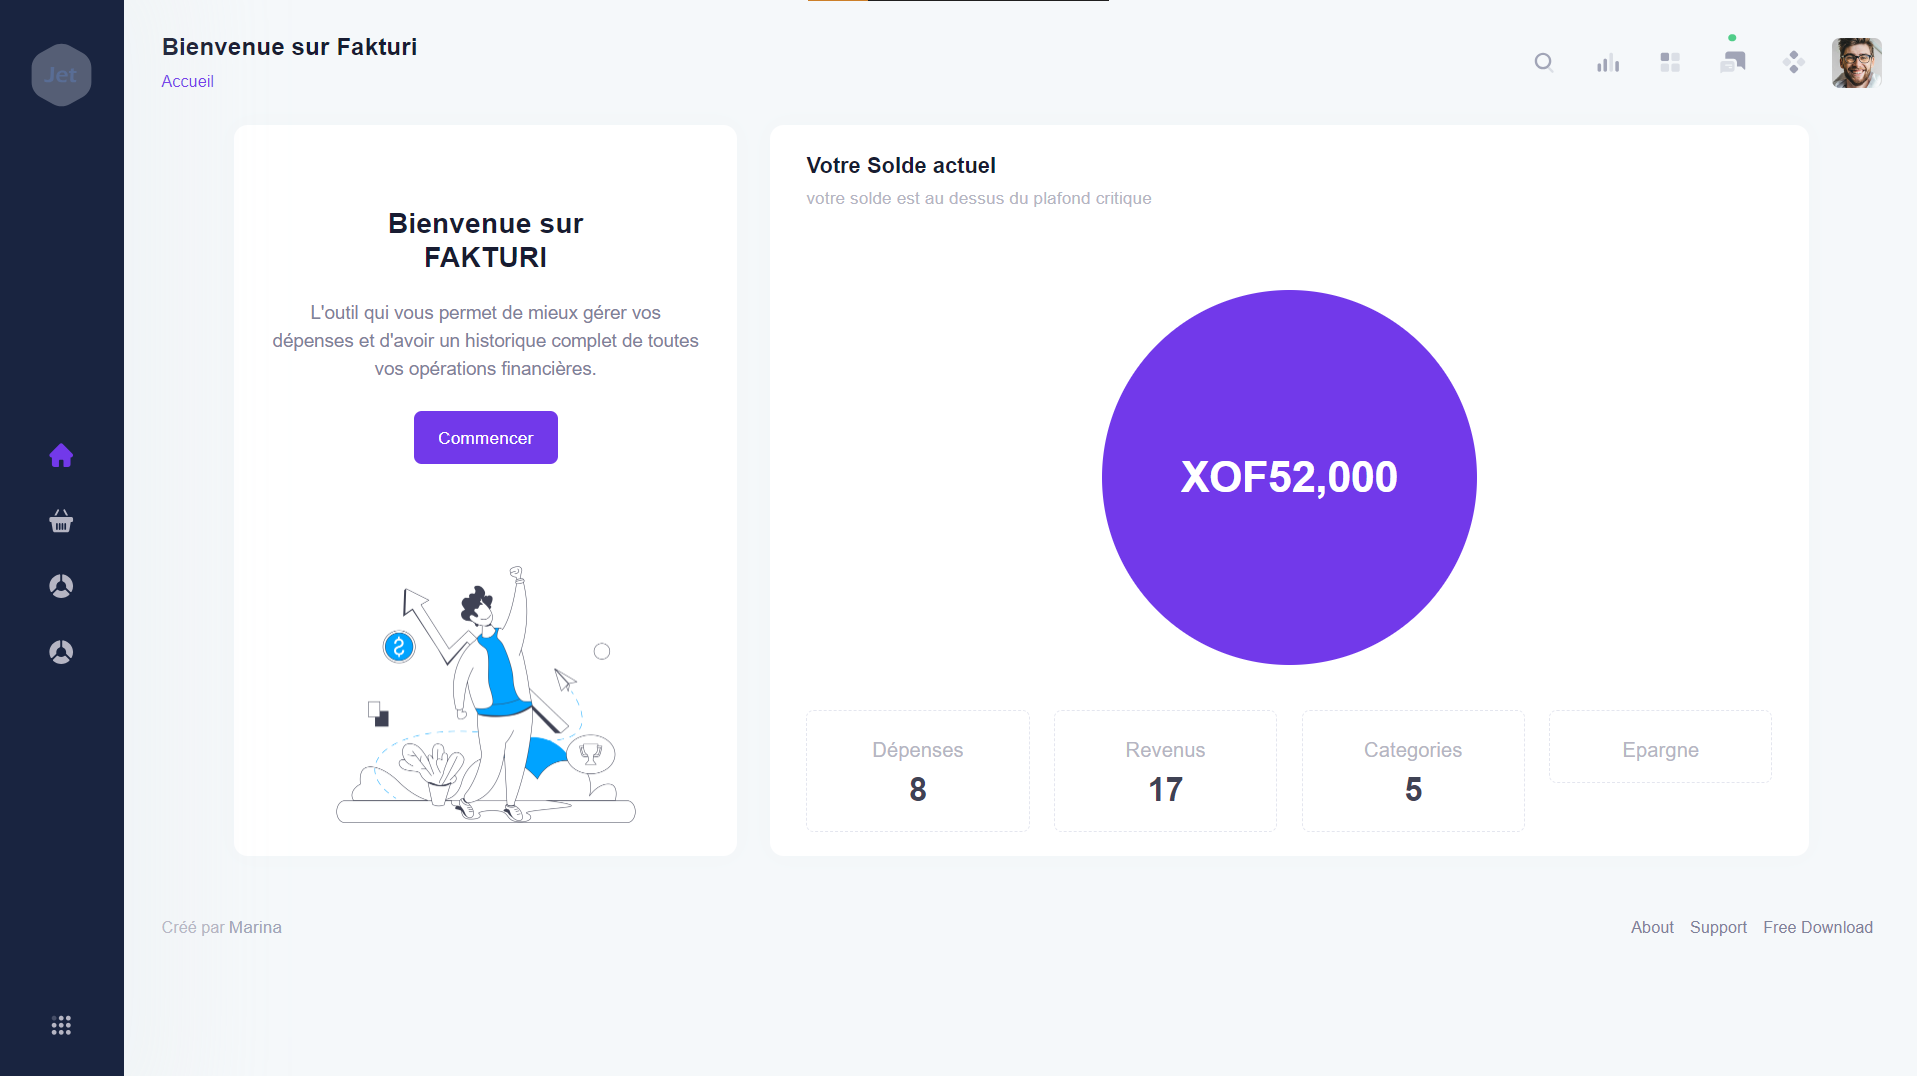 Jet
Bienvenue sur Fakturi
Accueil
Bienvenue sur
FAKTURI
L'outil qui vous permet de mieux gérer vos
dépenses et d'avoir un historique complet de toutes
vos opérations financières.
Commencer
Votre Solde actuel
votre solde est au dessus du plafond critique
XOF52,000
Dépenses
8
Revenus
17
Categories
5
Epargne
Créé par Marina
About Support Free Download